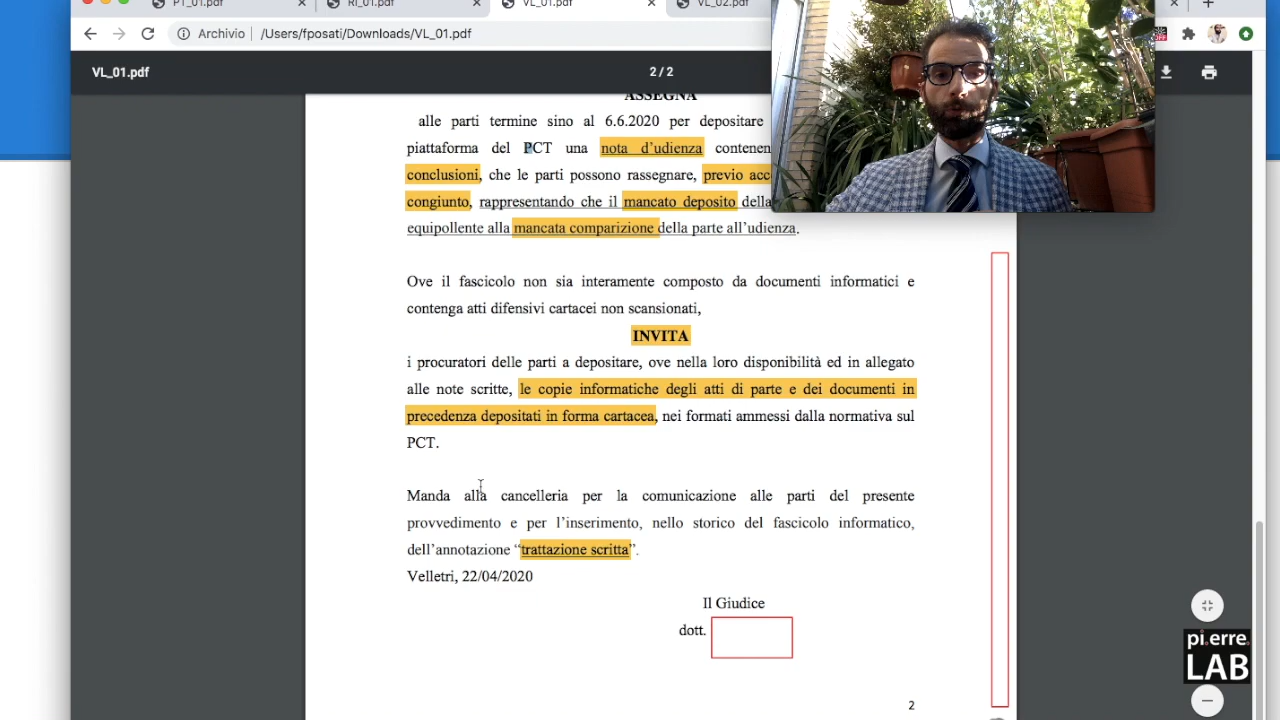 PT_01.pdf
RI_01.pdf
VL_01.pdf
VL_02.pdf
Archivio
/Users/fposati/Downloads/VL_01.pdf
VL_01.pdf
2 / 2
ASSEGNA
alle parti termine sino al 6.6.2020 per depositare
piattaforma del PCT una nota d’udienza
conclusioni, che le parti possono rassegnare, previo
congiunto, rappresentando che il mancato deposito della
equipollente alla mancata comparizione della parte all’udienza.
Ove il fascicolo non sia interamente composto da documenti informatici e
contenga atti difensivi cartacei non scansionati,
INVITA
i procuratori delle parti a depositare, ove nella loro disponibilità ed in allegato
alle note scritte, le copie informatiche degli atti di parte e dei documenti in
precedenza depositati in forma cartacea, nei formati ammessi dalla normativa sul
PCT.
Manda alla cancelleria per la comunicazione alle parti del presente
provvedimento e per l’inserimento, nello storico del fascicolo informatico,
dell’annotazione “trattazione scritta”.
Velletri, 22/04/2020
Il Giudice
dott.
2
pi.erre.
LAB